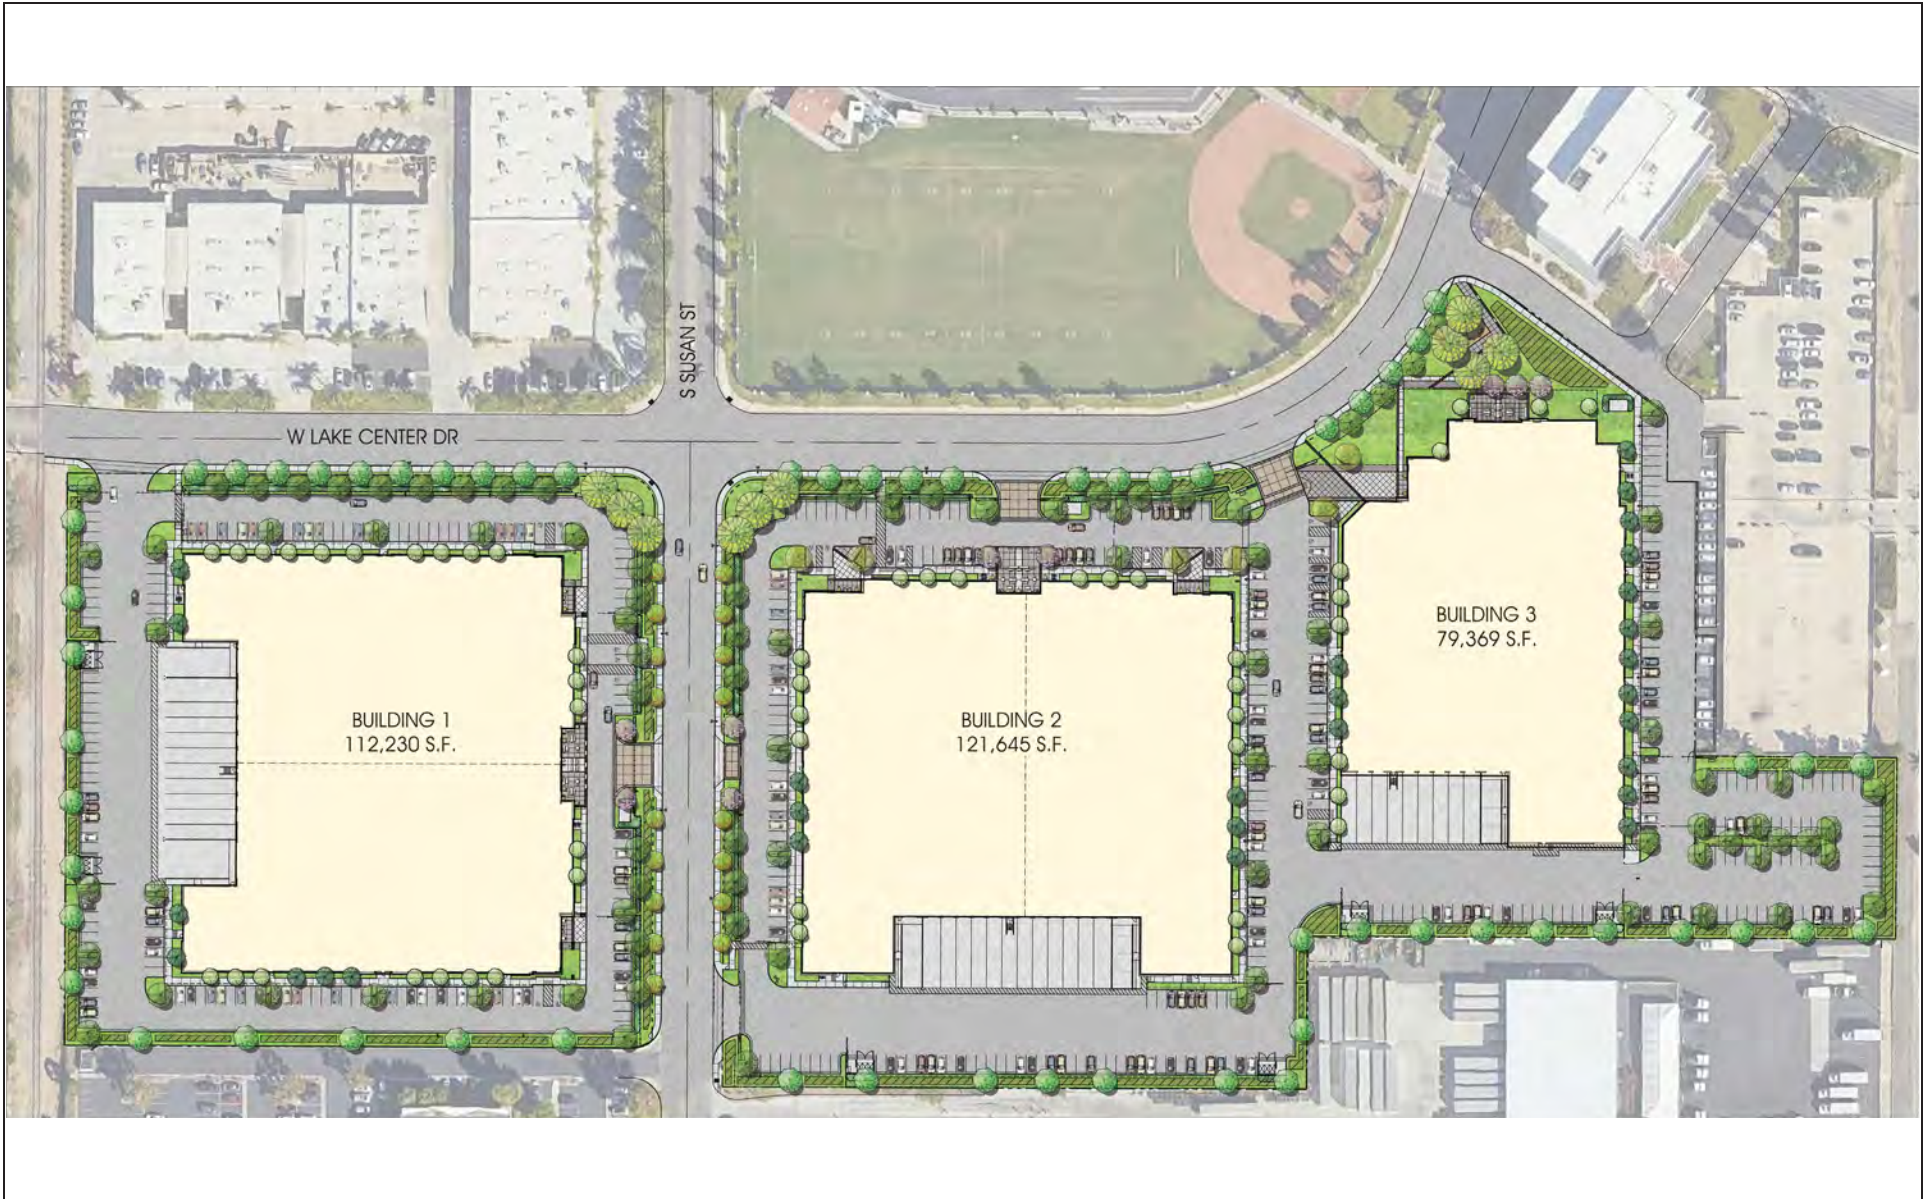 S SUSAN ST
W LAKE CENTER DR
BUILDING 1
112,230 S.F.
BUILDING 2
121,645 S.F.
BUILDING 3
79,369 S.F.